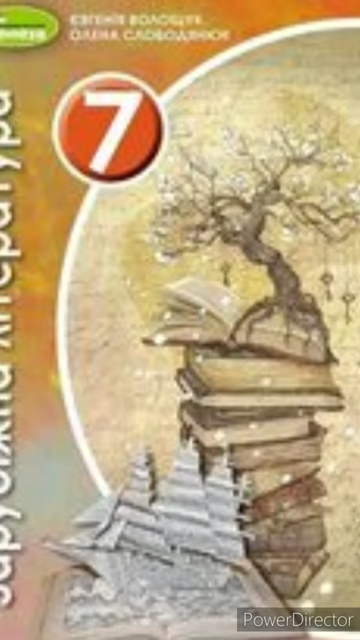 ЄВГЕНІЯ ВОЛОЩУК
ОЛЕНА СЛОБОДЯНЮК
7
зарубіжна література
PowerDirector